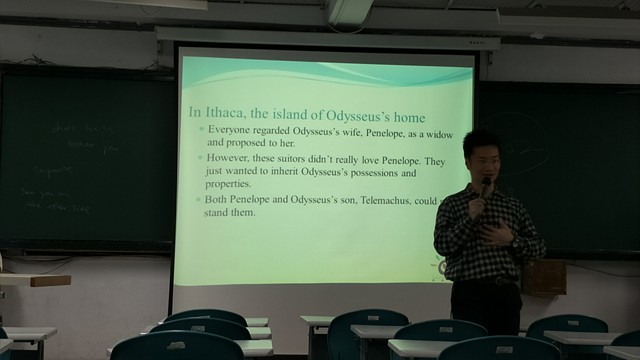 In Ithaca, the island of Odysseus's home
Everyone regarded Odysseus's wife, Penelope, as a widow
and proposed to her.
However, these suitors didn't really love Penelope. They
just wanted to inherit Odysseus's possessions and
properties.
Both Penelope and Odysseus's son, Telemachus, could
stand them.